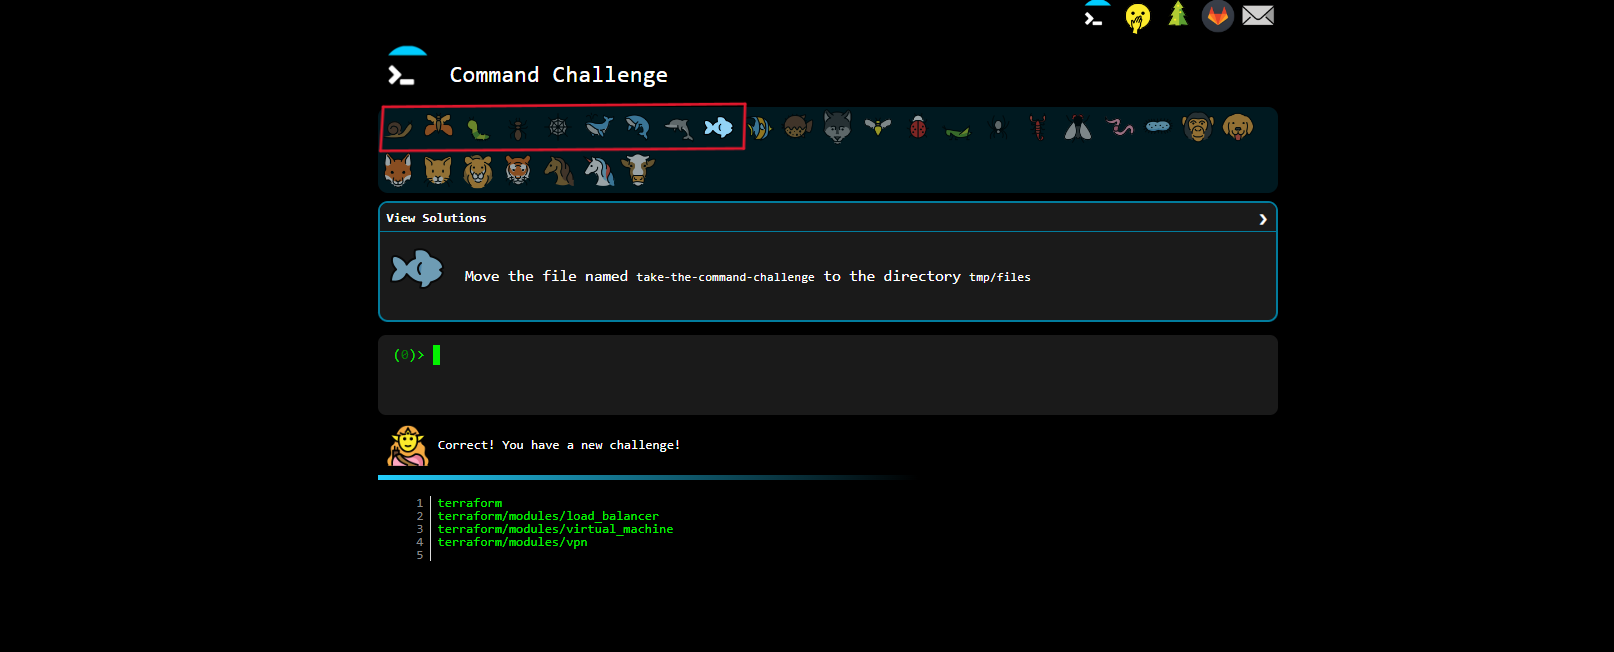 Command Challenge
View Solutions
Move the file named take-the-command-challenge to the directory tmp/files
(0)>
Correct! You have a new challenge!
1 terraform
2 terraform/modules/load_balancer
3 terraform/modules/virtual_machine
4 terraform/modules/vpn
5